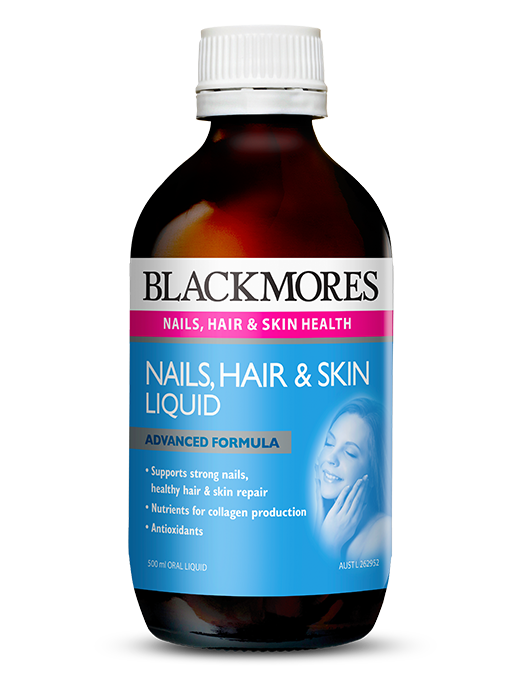 BLACKMORES
NAILS, HAIR & SKIN HEALTH
NAILS, HAIR & SKIN
LIQUID
ADVANCED FORMULA
• Supports strong nails,
healthy hair & skin repair
• Nutrients for collagen production
• Antioxidants
500 ml ORAL LIQUID
AUST L 262952